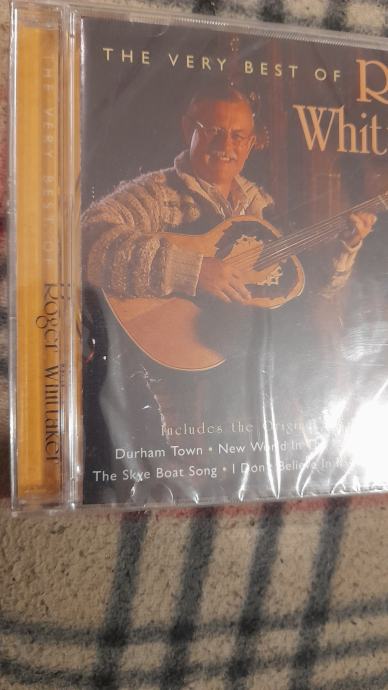 THE VERY BEST OF
Roger Whittaker
THE VERY BEST OF R
Whit
Includes the Original
Durham Town • New World In
The Skye Boat Song • I Don't Believe In